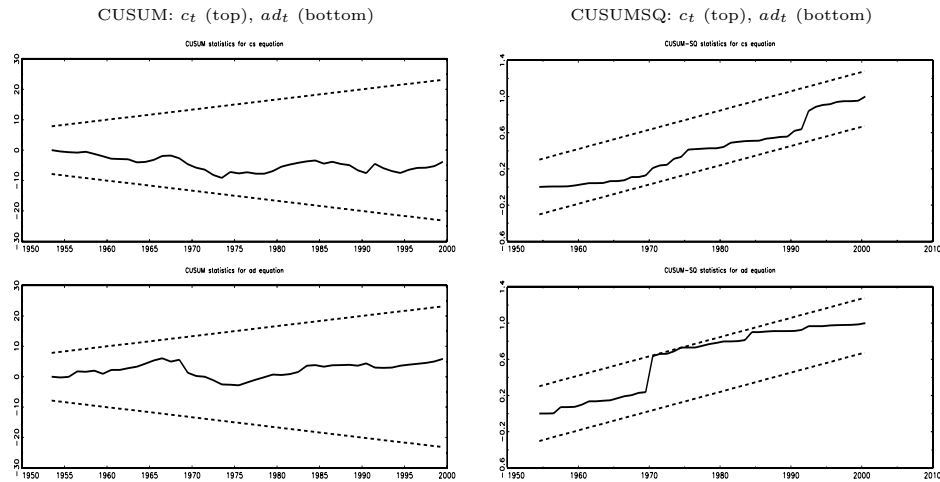 CUSUM: c_t (top), ad_t (bottom)
CUSUMSQ: c_t (top), ad_t (bottom)
CUSUM statistics for cs equation
30
20
10
0
-10
-20
-30
1950 1955 1960 1965 1970 1975 1980 1985 1990 1995 2000
CUSUM-SQ statistics for cs equation
1.4
1.0
0.6
0.2
-0.2
-0.6
1950 1960 1970 1980 1990 2000 2010
CUSUM statistics for ad equation
30
20
10
0
-10
-20
-30
1950 1955 1960 1965 1970 1975 1980 1985 1990 1995 2000
CUSUM-SQ statistics for ad equation
1.4
1.0
0.6
0.2
-0.2
-0.6
1950 1960 1970 1980 1990 2000 2010